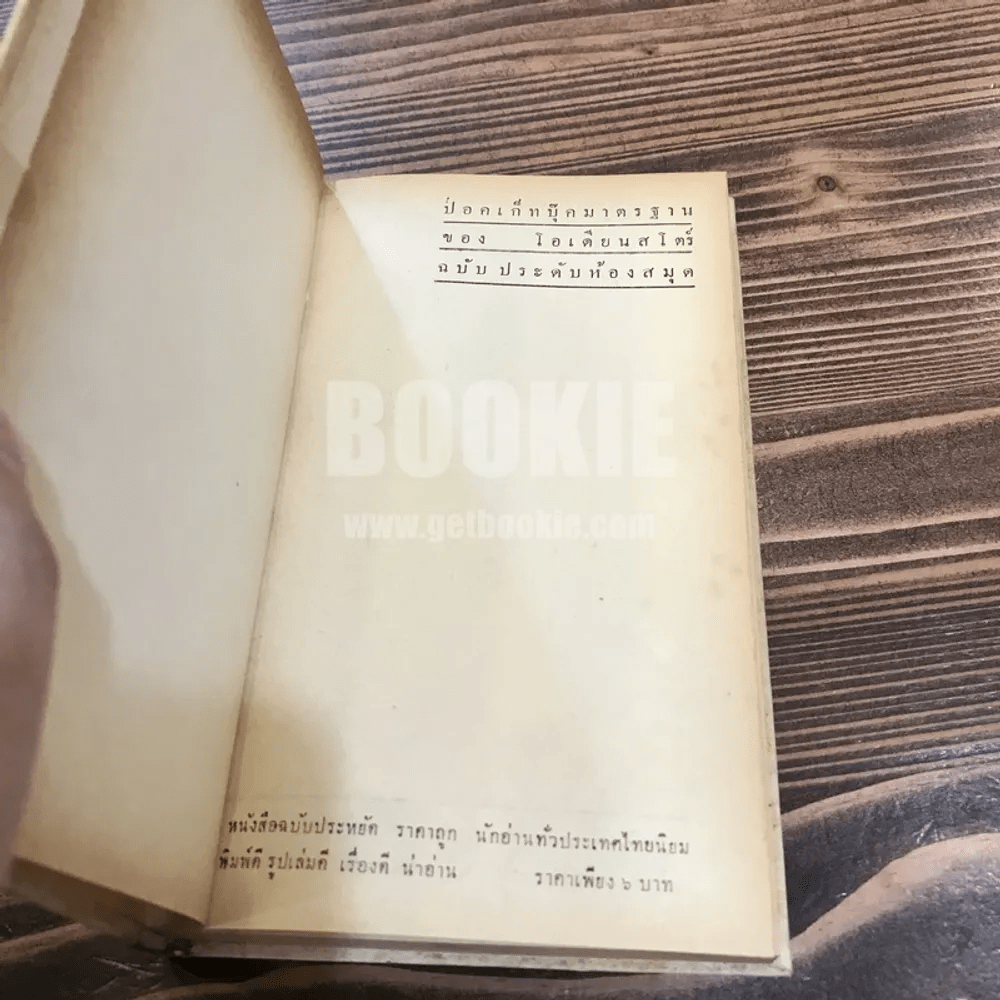 ป๋อคเก็ทบุ๊คมาตรฐาน
ของ โอเดียนสโตร์
ฉบับ ประดับห้องสมุด
BOOKIE
www.getbookie.com
หนังสือฉบับประหยัด ราคาถูก นักอ่านทั่วประเทศไทยนิยม
พิมพ์ดี รูปเล่มดี เรื่องดี น่าอ่าน ราคาเพียง ๖ บาท